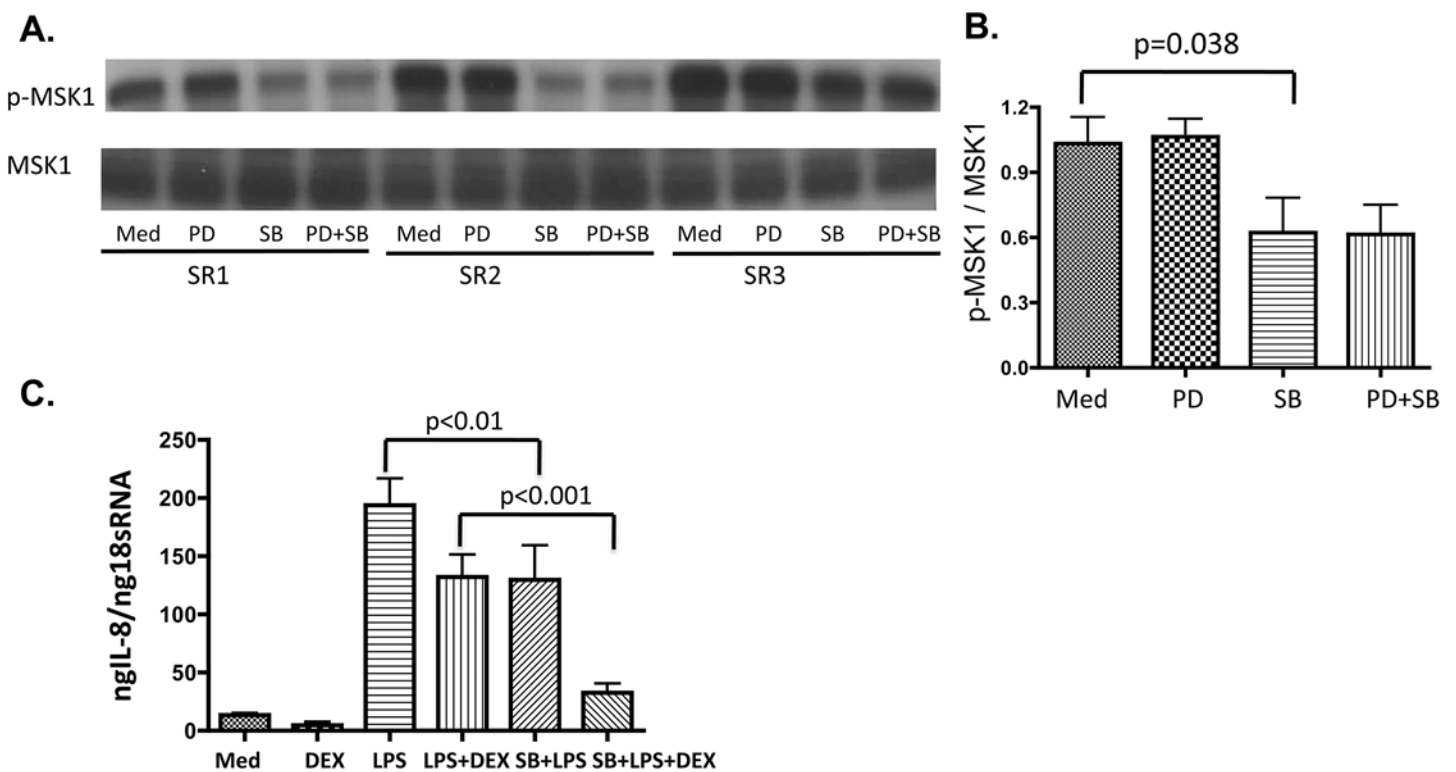 A.
p-MSK1
MSK1
Med PD SB PD+SB Med PD SB PD+SB Med PD SB PD+SB
SR1 SR2 SR3
B.
p=0.038
p-MSK1 / MSK1
1.2
0.9
0.6
0.3
0.0
Med PD SB PD+SB
C.
p<0.01
p<0.001
ngIL-8/ng18sRNA
250
200
150
100
50
0
Med DEX LPS LPS+DEX SB+LPS SB+LPS+DEX